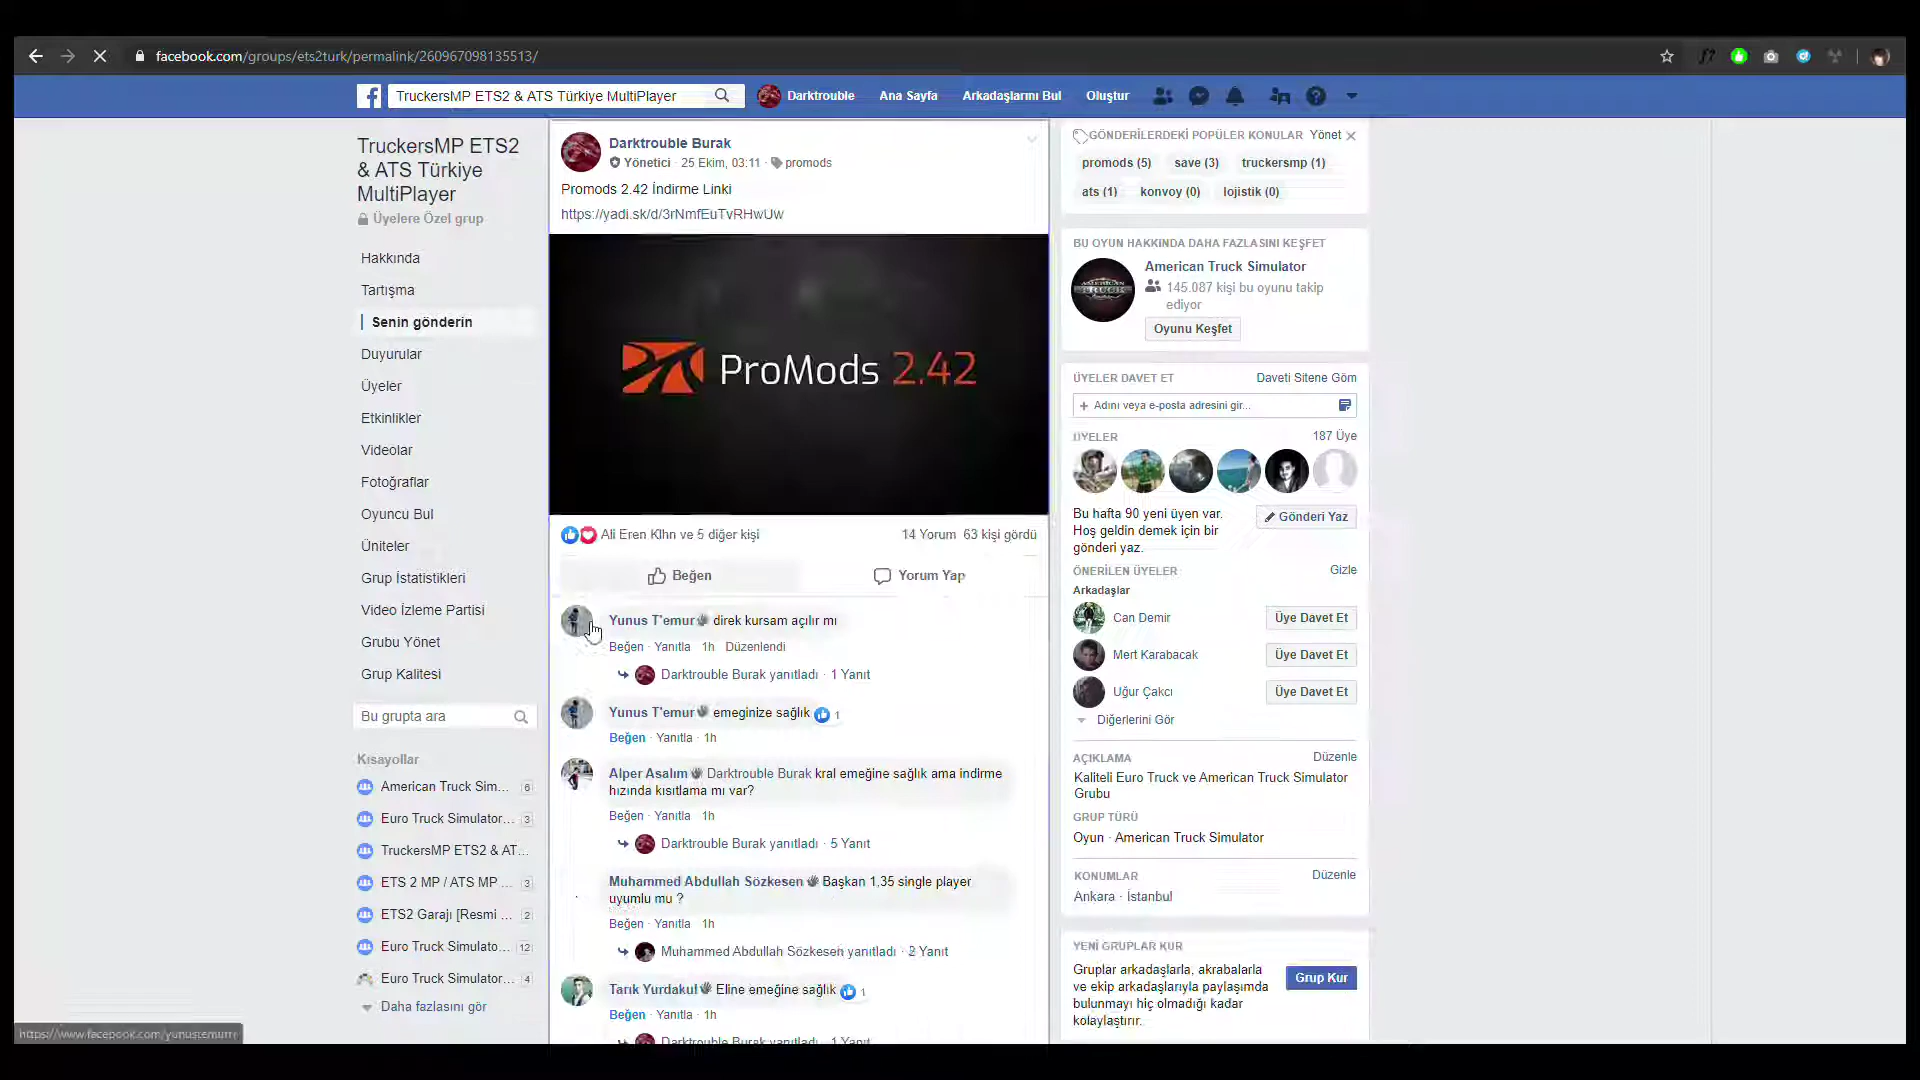 facebook.com/groups/ets2turk/permalink/260967098135513/
TruckersMP ETS2 & ATS Türkiye MultiPlayer
Darktrouble
Ana Sayfa
Arkadaşlarını Bul
Oluştur
TruckersMP ETS2
& ATS Türkiye
MultiPlayer
Üyelere Özel grup
Hakkında
Tartışma
Senin gönderin
Duyurular
Üyeler
Etkinlikler
Videolar
Fotoğraflar
Oyuncu Bul
Üniteler
Grup İstatistikleri
Video İzleme Partisi
Grubu Yönet
Grup Kalitesi
Bu grupta ara
Kısayollar
American Truck Sim... 6
Euro Truck Simulator... 3
TruckersMP ETS2 & AT...
ETS 2 MP / ATS MP ... 3
ETS2 Garajı [Resmi ... 2
Euro Truck Simulato... 12
Euro Truck Simulator... 4
Daha fazlasını gör
Darktrouble Burak
Yönetici · 25 Ekim, 03:11 · promods
Promods 2.42 İndirme Linki
https://yadi.sk/d/3rNmfEuTvRHwUw
ProMods 2.42
Ali Eren Klhn ve 5 diğer kişi
14 Yorum 63 kişi gördü
Beğen
Yorum Yap
Yunus T'emur direk kursam açılır mı
Beğen · Yanıtla · 1h · Düzenlendi
Darktrouble Burak yanıtladı · 1 Yanıt
Yunus T'emur emeginize sağlık 1
Beğen · Yanıtla · 1h
Alper Asalım Darktrouble Burak kral emeğine sağlık ama indirme
hızında kısıtlama mı var?
Beğen · Yanıtla · 1h
Darktrouble Burak yanıtladı · 5 Yanıt
Muhammed Abdullah Sözkesen Başkan 1,35 single player
uyumlu mu ?
Beğen · Yanıtla · 1h
Muhammed Abdullah Sözkesen yanıtladı · 2 Yanıt
Tarık Yurdakul Eline emeğine sağlık 1
Beğen · Yanıtla · 1h
Darktrouble Burak yanıtladı · 1 Yanıt
GÖNDERİLERDEKİ POPÜLER KONULAR Yönet
promods (5) save (3) truckersmp (1)
ats (1) konvoy (0) lojistik (0)
BU OYUN HAKKINDA DAHA FAZLASINI KEŞFET
American Truck Simulator
145.087 kişi bu oyunu takip
ediyor
Oyunu Keşfet
ÜYELER DAVET ET Daveti Sitene Göm
+ Adını veya e-posta adresini gir...
ÜYELER 187 Üye
Bu hafta 90 yeni üyen var.
Hoş geldin demek için bir
gönderi yaz.
Gönderi Yaz
ÖNERİLEN ÜYELER Gizle
Arkadaşlar
Can Demir Üye Davet Et
Mert Karabacak Üye Davet Et
Uğur Çakcı Üye Davet Et
Diğerlerini Gör
AÇIKLAMA Düzenle
Kaliteli Euro Truck ve American Truck Simulator
Grubu
GRUP TÜRÜ
Oyun · American Truck Simulator
KONUMLAR Düzenle
Ankara · İstanbul
YENİ GRUPLAR KUR
Gruplar arkadaşlarla, akrabalarla
ve ekip arkadaşlarıyla paylaşımda
bulunmayı hiç olmadığı kadar
kolaylaştırır.
Grup Kur